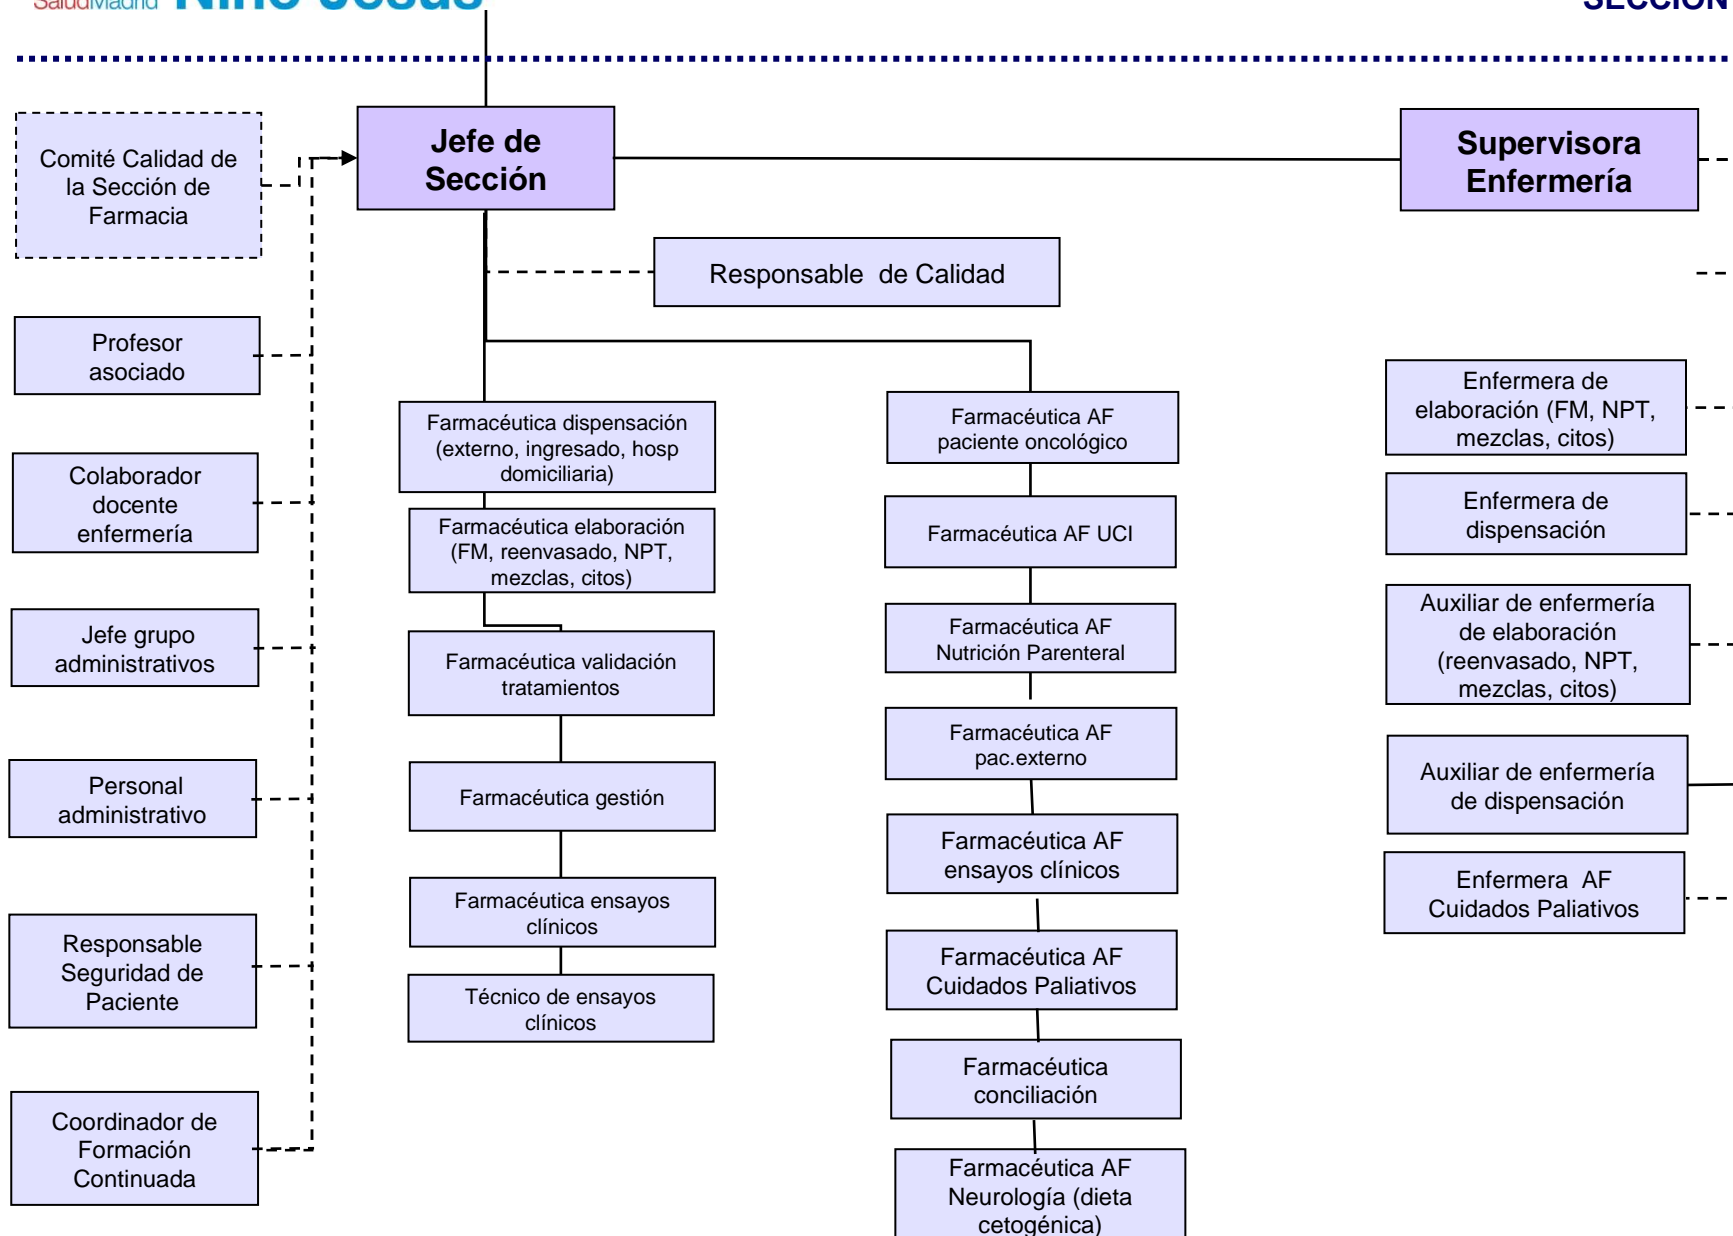 SaludMadrid Niño Jesús
SECCIÓN
Comité Calidad de
la Sección de
Farmacia
Jefe de
Sección
Supervisora
Enfermería
Responsable de Calidad
Profesor
asociado
Colaborador
docente
enfermería
Jefe grupo
administrativos
Personal
administrativo
Responsable
Seguridad de
Paciente
Coordinador de
Formación
Continuada
Farmacéutica dispensación
(externo, ingresado, hosp
domiciliaria)
Farmacéutica elaboración
(FM, reenvasado, NPT,
mezclas, citos)
Farmacéutica validación
tratamientos
Farmacéutica gestión
Farmacéutica ensayos
clínicos
Técnico de ensayos
clínicos
Farmacéutica AF
paciente oncológico
Farmacéutica AF UCI
Farmacéutica AF
Nutrición Parenteral
Farmacéutica AF
pac.externo
Farmacéutica AF
ensayos clínicos
Farmacéutica AF
Cuidados Paliativos
Farmacéutica
conciliación
Farmacéutica AF
Neurología (dieta
cetogénica)
Enfermera de
elaboración (FM, NPT,
mezclas, citos)
Enfermera de
dispensación
Auxiliar de enfermería
de elaboración
(reenvasado, NPT,
mezclas, citos)
Auxiliar de enfermería
de dispensación
Enfermera AF
Cuidados Paliativos